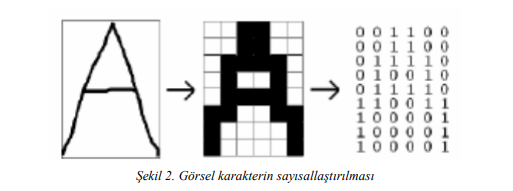 A
0 0 1 1 0 0
0 0 1 1 0 0
0 1 1 1 1 0
0 1 0 0 1 0
0 1 1 1 1 0
1 1 0 0 1 1
1 0 0 0 0 1
1 0 0 0 0 1
1 0 0 0 0 1
Şekil 2. Görsel karakterin sayısallaştırılması